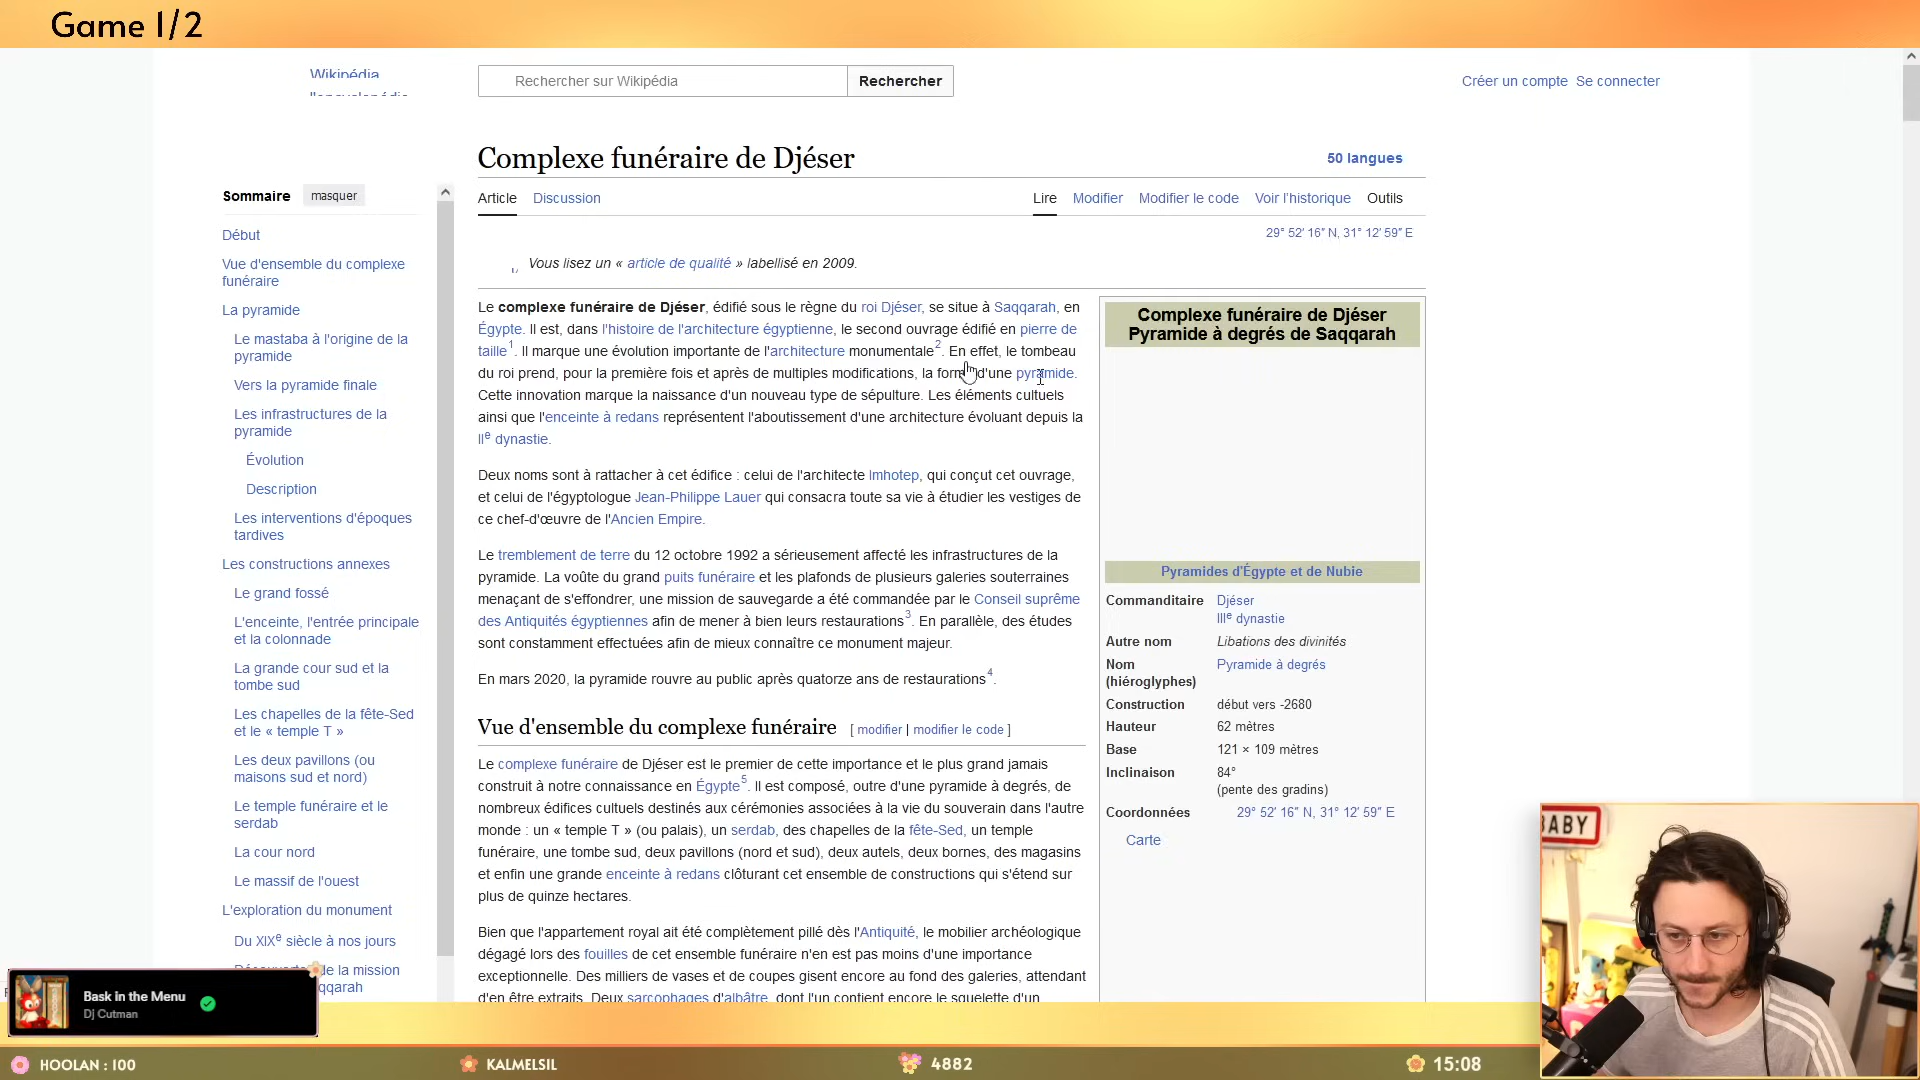 Game 1/2
Wikipédia
Rechercher sur Wikipédia
Rechercher
Créer un compte Se connecter
Complexe funéraire de Djéser
50 langues
Article Discussion
Lire Modifier Modifier le code Voir l'historique Outils
29° 52′ 16″ N, 31° 12′ 59″ E
Vous lisez un « article de qualité » labellisé en 2009.
Sommaire masquer
Début
Vue d'ensemble du complexe
funéraire
La pyramide
Le mastaba à l'origine de la
pyramide
Vers la pyramide finale
Les infrastructures de la
pyramide
Évolution
Description
Les interventions d'époques
tardives
Les constructions annexes
Le grand fossé
L'enceinte, l'entrée principale
et la colonnade
La grande cour sud et la
tombe sud
Les chapelles de la fête-Sed
et le « temple T »
Les deux pavillons (ou
maisons sud et nord)
Le temple funéraire et le
serdab
La cour nord
Le massif de l'ouest
L'exploration du monument
Du XIXe siècle à nos jours
de la mission
qqarah
Le complexe funéraire de Djéser, édifié sous le règne du roi Djéser, se situe à Saqqarah, en
Égypte. Il est, dans l'histoire de l'architecture égyptienne, le second ouvrage édifié en pierre de
taille1. Il marque une évolution importante de l'architecture monumentale2. En effet, le tombeau
du roi prend, pour la première fois et après de multiples modifications, la forme d'une pyramide.
Cette innovation marque la naissance d'un nouveau type de sépulture. Les éléments cultuels
ainsi que l'enceinte à redans représentent l'aboutissement d'une architecture évoluant depuis la
IIe dynastie.
Deux noms sont à rattacher à cet édifice : celui de l'architecte Imhotep, qui conçut cet ouvrage,
et celui de l'égyptologue Jean-Philippe Lauer qui consacra toute sa vie à étudier les vestiges de
ce chef-d'œuvre de l'Ancien Empire.
Le tremblement de terre du 12 octobre 1992 a sérieusement affecté les infrastructures de la
pyramide. La voûte du grand puits funéraire et les plafonds de plusieurs galeries souterraines
menaçant de s'effondrer, une mission de sauvegarde a été commandée par le Conseil suprême
des Antiquités égyptiennes afin de mener à bien leurs restaurations3. En parallèle, des études
sont constamment effectuées afin de mieux connaître ce monument majeur.
En mars 2020, la pyramide rouvre au public après quatorze ans de restaurations4.
Vue d'ensemble du complexe funéraire [ modifier | modifier le code ]
Le complexe funéraire de Djéser est le premier de cette importance et le plus grand jamais
construit à notre connaissance en Égypte5. Il est composé, outre d'une pyramide à degrés, de
nombreux édifices cultuels destinés aux cérémonies associées à la vie du souverain dans l'autre
monde : un « temple T » (ou palais), un serdab, des chapelles de la fête-Sed, un temple
funéraire, une tombe sud, deux pavillons (nord et sud), deux autels, deux bornes, des magasins
et enfin une grande enceinte à redans clôturant cet ensemble de constructions qui s'étend sur
plus de quinze hectares.
Bien que l'appartement royal ait été complètement pillé dès l'Antiquité, le mobilier archéologique
dégagé lors des fouilles de cet ensemble funéraire n'en est pas moins d'une importance
exceptionnelle. Des milliers de vases et de coupes gisent encore au fond des galeries, attendant
d'en être extraits. Deux sarcophages d'albâtre, dont l'un contient encore le squelette d'un
Complexe funéraire de Djéser
Pyramide à degrés de Saqqarah
Pyramides d'Égypte et de Nubie
Commanditaire Djéser
IIIe dynastie
Autre nom Libations des divinités
Nom Pyramide à degrés
(hiéroglyphes)
Construction début vers -2680
Hauteur 62 mètres
Base 121 × 109 mètres
Inclinaison 84°
(pente des gradins)
Coordonnées 29° 52′ 16″ N, 31° 12′ 59″ E
Carte
BABY
Bask in the Menu
Dj Cutman
HOOLAN : 100
KALMELSIL
4882
15:08